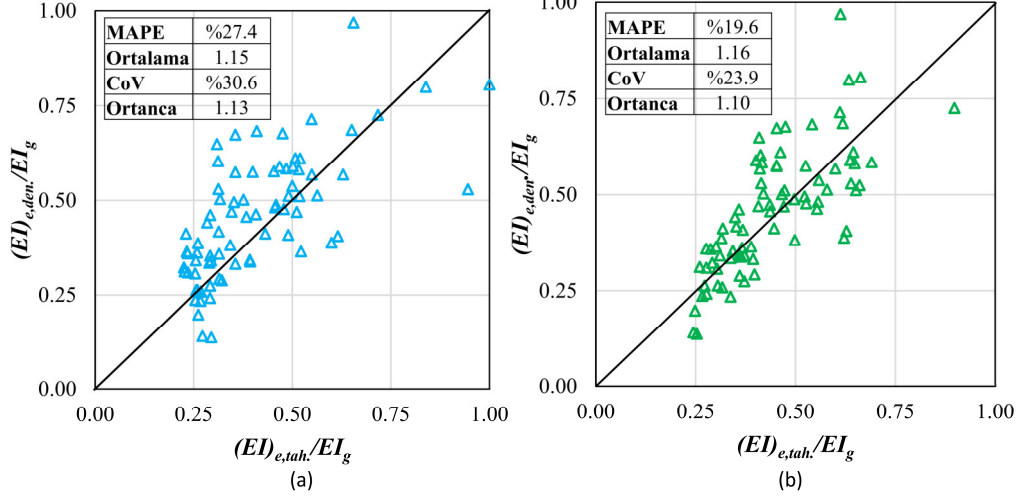 MAPE %27.4
Ortalama 1.15
CoV %30.6
Ortanca 1.13
(EI)e,den./EIg
1.00
0.75
0.50
0.25
0.00
0.00 0.25 0.50 0.75 1.00
(EI)e,tah./EIg
(a)
MAPE %19.6
Ortalama 1.16
CoV %23.9
Ortanca 1.10
(EI)e,den./EIg
1.00
0.75
0.50
0.25
0.00
0.00 0.25 0.50 0.75 1.00
(EI)e,tah./EIg
(b)